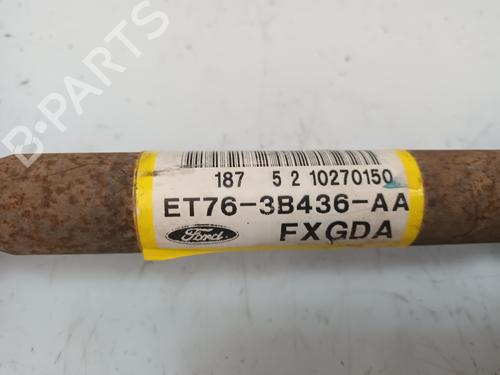 B-PARTS
187 5 2 10270150
ET76-3B436-AA
Ford
FXGDA